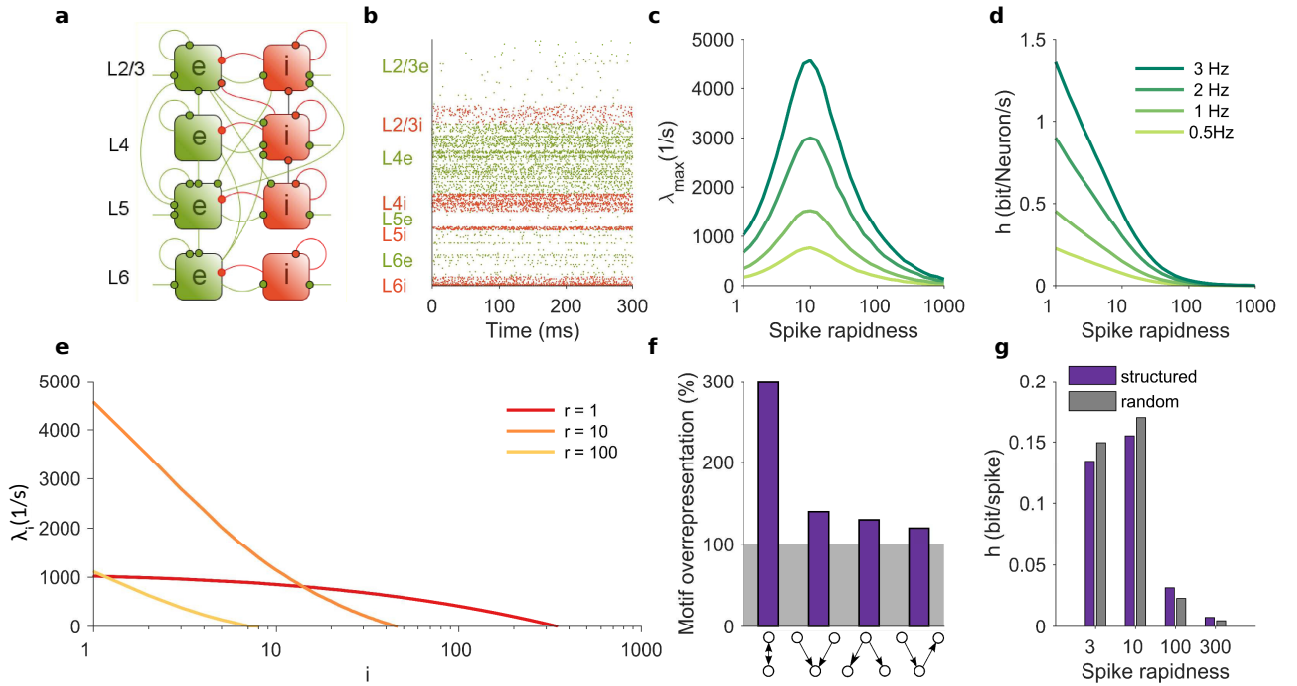 a
L2/3
e
i
L4
e
i
L5
e
i
L6
e
i
b
L2/3e
L2/3i
L4e
L4i
L5e
L5i
L6e
L6i
0
100
200
300
Time (ms)
c
λmax(1/s)
5000
4000
3000
2000
1000
0
1
10
100
1000
Spike rapidness
d
h (bit/Neuron/s)
1.5
1
0.5
0
3 Hz
2 Hz
1 Hz
0.5Hz
1
10
100
1000
Spike rapidness
e
λi(1/s)
5000
4000
3000
2000
1000
0
r = 1
r = 10
r = 100
1
10
100
1000
i
f
Motif overrepresentation (%)
300
200
100
0
g
structured
random
h (bit/spike)
0.2
0.15
0.1
0.05
0
3
10
100
300
Spike rapidness